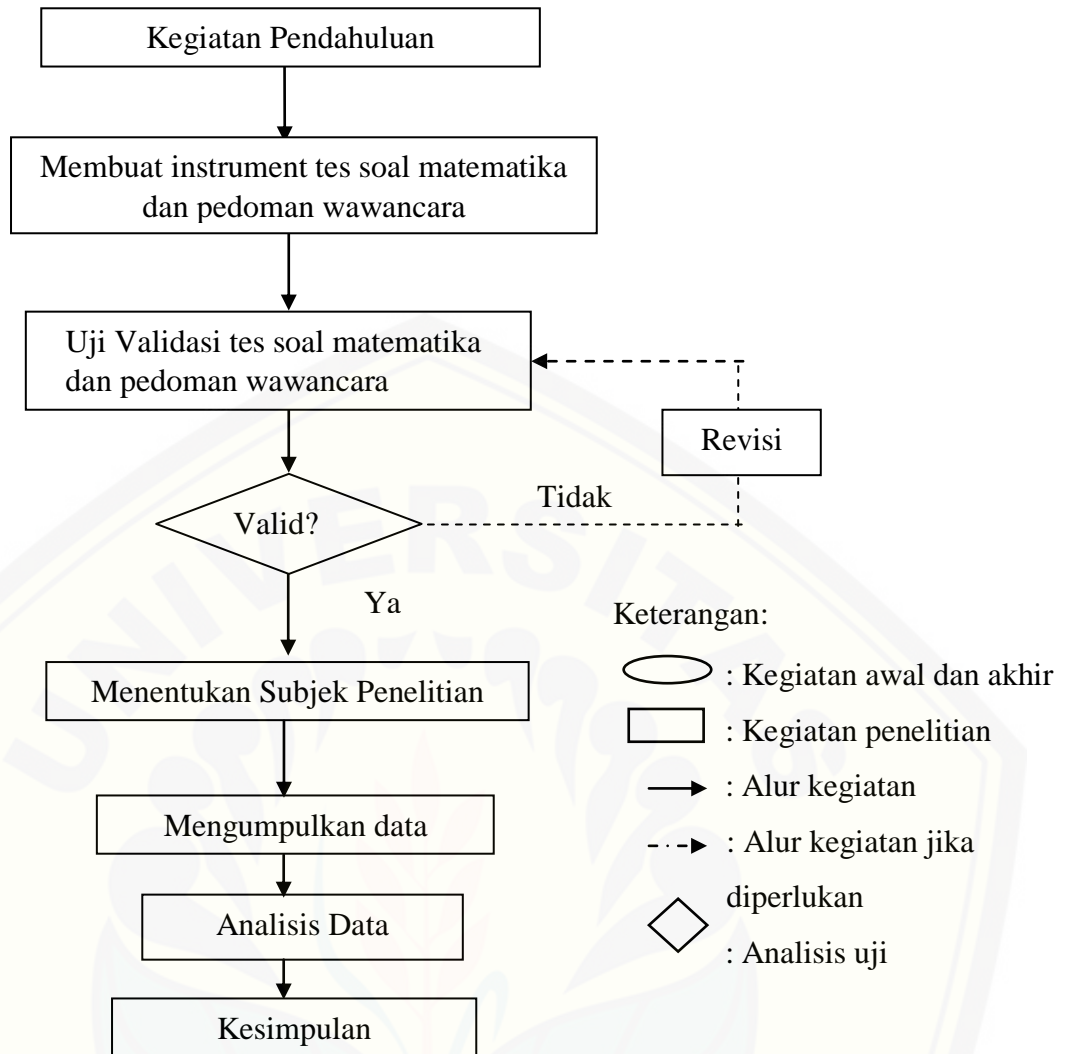 Kegiatan Pendahuluan
Membuat instrument tes soal matematika
dan pedoman wawancara
Uji Validasi tes soal matematika
dan pedoman wawancara
Revisi
Tidak
Valid?
Ya
Menentukan Subjek Penelitian
Mengumpulkan data
Analisis Data
Kesimpulan
Keterangan:
: Kegiatan awal dan akhir
: Kegiatan penelitian
: Alur kegiatan
: Alur kegiatan jika
diperlukan
: Analisis uji
UNIVERSITAS